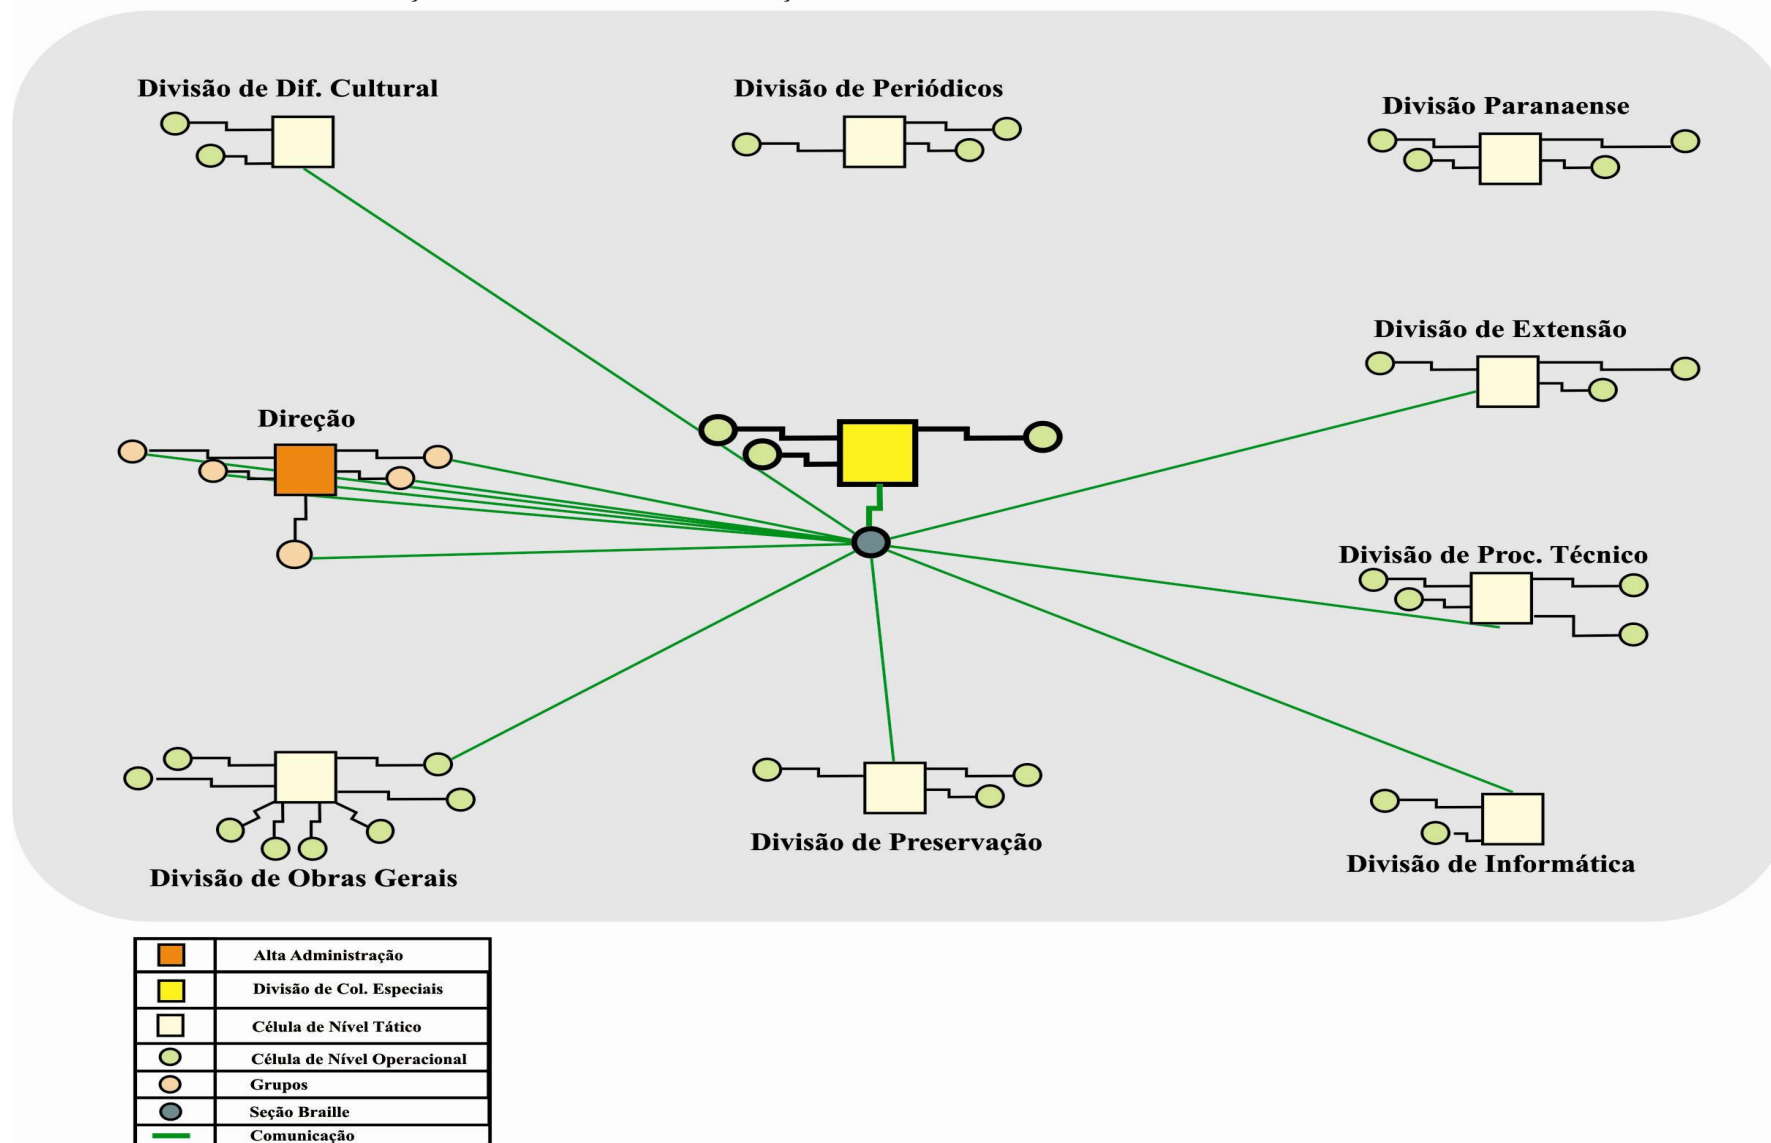 Divisão de Dif. Cultural
Divisão de Periódicos
Divisão Paranaense
Divisão de Extensão
Direção
Divisão de Proc. Técnico
Divisão de Preservação
Divisão de Informática
Divisão de Obras Gerais
Alta Administração
Divisão de Col. Especiais
Célula de Nível Tático
Célula de Nível Operacional
Grupos
Seção Braille
Comunicação